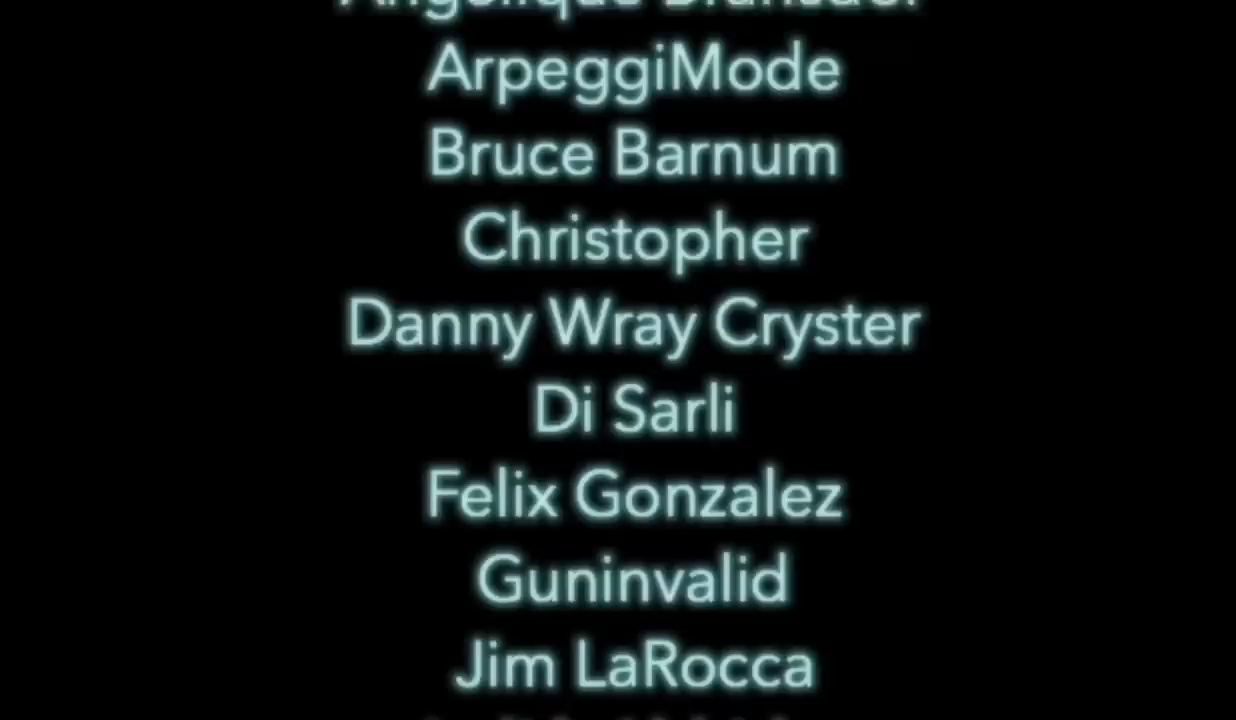 ArpeggiMode
Bruce Barnum
Christopher
Danny Wray Cryster
Di Sarli
Felix Gonzalez
Guninvalid
Jim LaRocca